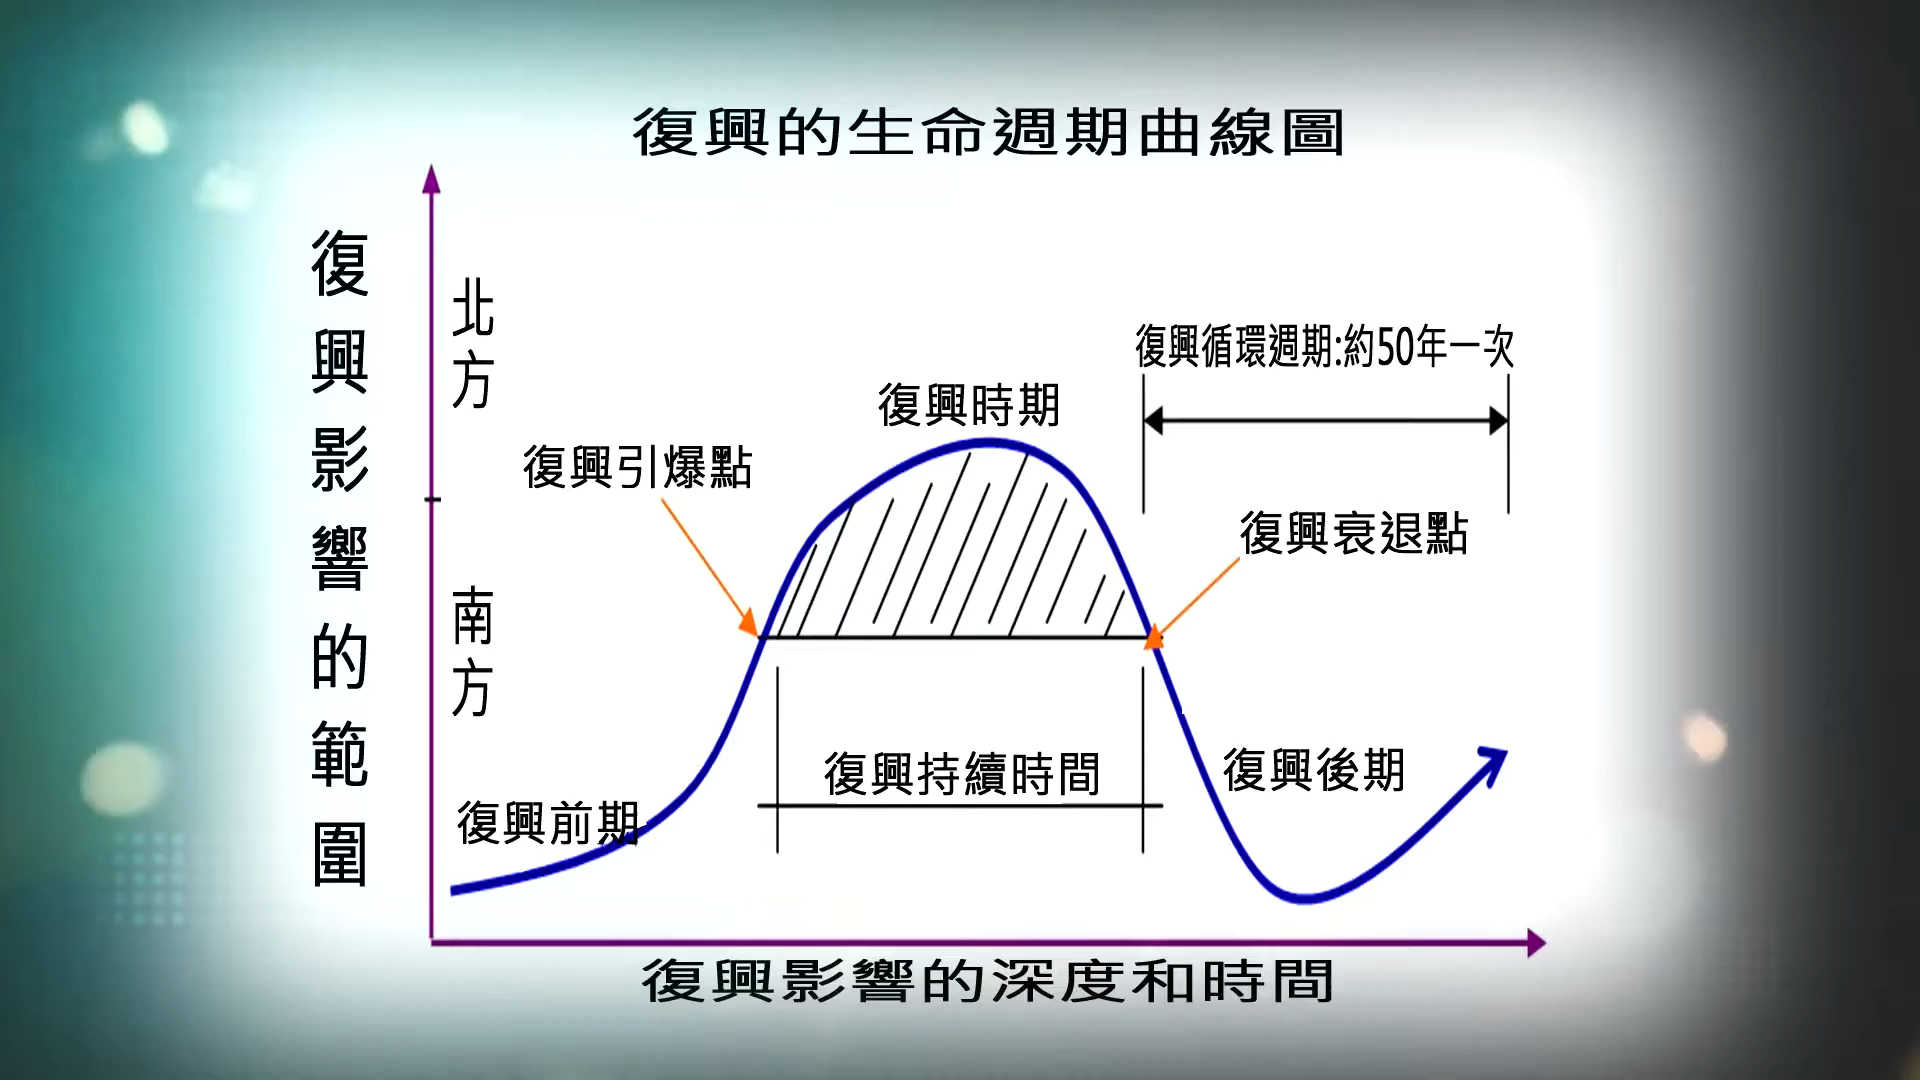 復興的生命週期曲線圖
復興影響的範圍
北方
南方
復興循環週期:約50年一次
復興時期
復興引爆點
復興衰退點
復興持續時間
復興後期
復興前期
復興影響的深度和時間